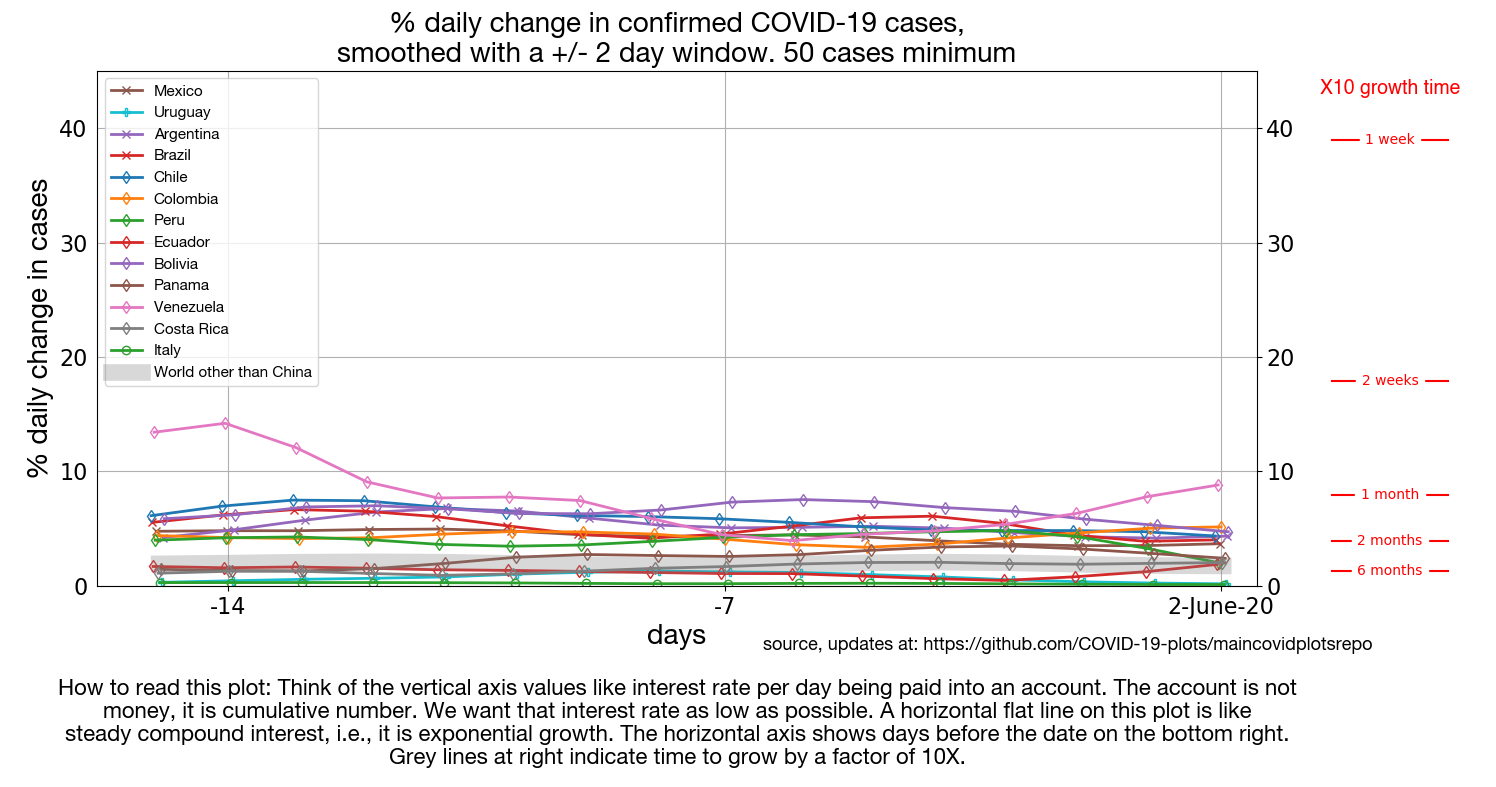 % daily change in confirmed COVID-19 cases,
smoothed with a +/- 2 day window. 50 cases minimum
X10 growth time
Mexico
Uruguay
Argentina
Brazil
Chile
Colombia
Peru
Ecuador
Bolivia
Panama
Venezuela
Costa Rica
Italy
World other than China
% daily change in cases
40
30
20
10
0
40
30
20
10
0
1 week
2 weeks
1 month
2 months
6 months
-14
-7
2-June-20
days
source, updates at: https://github.com/COVID-19-plots/maincovidplotsrepo
How to read this plot: Think of the vertical axis values like interest rate per day being paid into an account. The account is not
money, it is cumulative number. We want that interest rate as low as possible. A horizontal flat line on this plot is like
steady compound interest, i.e., it is exponential growth. The horizontal axis shows days before the date on the bottom right.
Grey lines at right indicate time to grow by a factor of 10X.